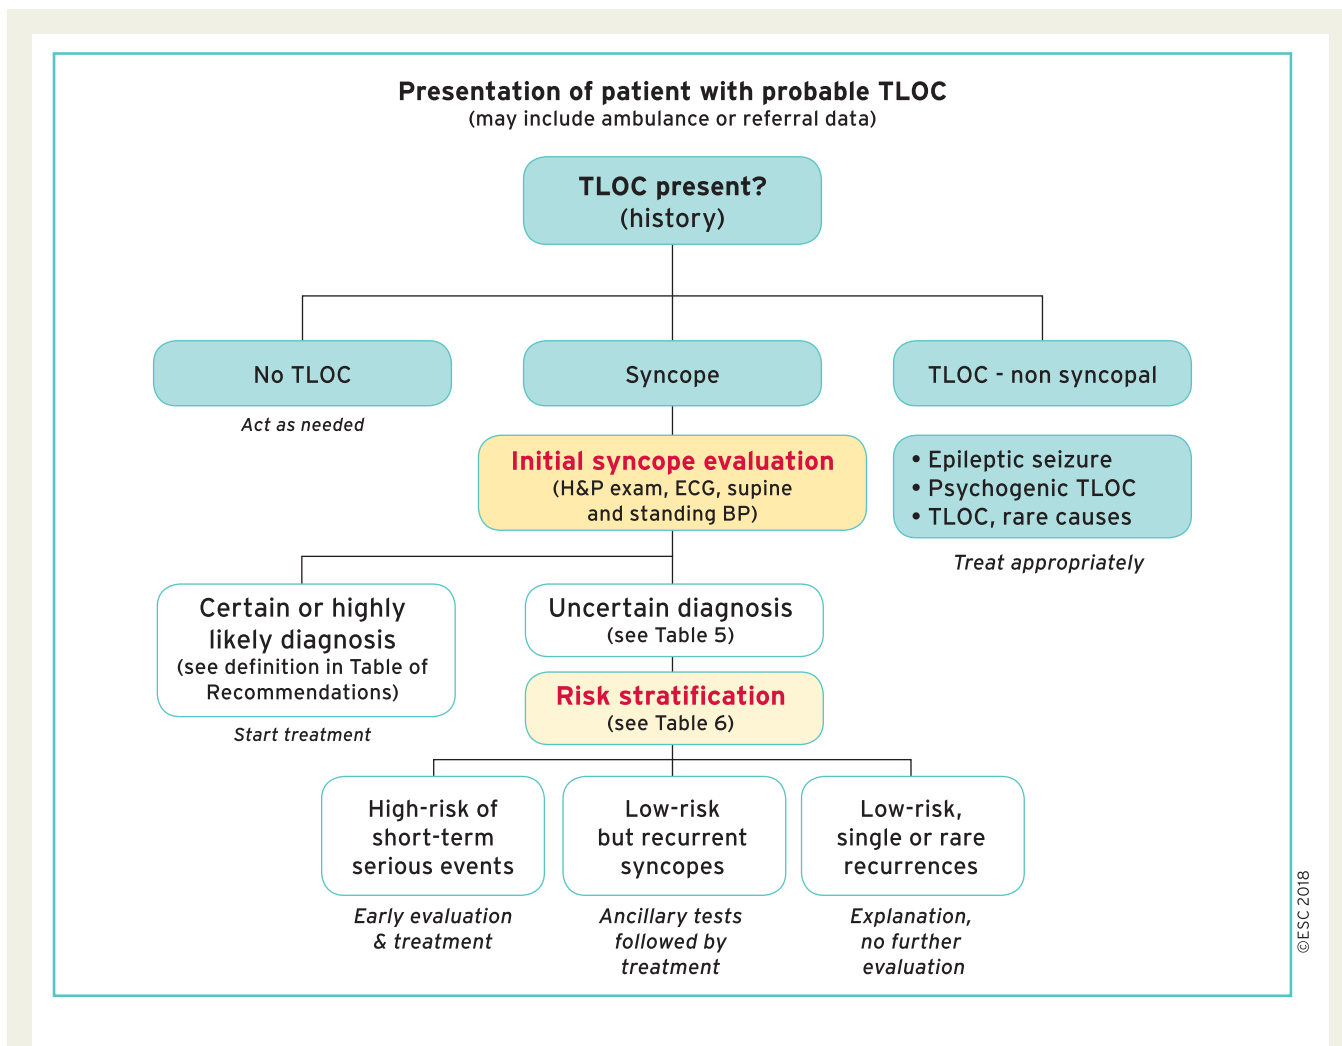 Presentation of patient with probable TLOC
(may include ambulance or referral data)
TLOC present?
(history)
No TLOC
Act as needed
Syncope
TLOC - non syncopal
Initial syncope evaluation
(H&P exam, ECG, supine
and standing BP)
• Epileptic seizure
• Psychogenic TLOC
• TLOC, rare causes
Treat appropriately
Certain or highly
likely diagnosis
(see definition in Table of
Recommendations)
Start treatment
Uncertain diagnosis
(see Table 5)
Risk stratification
(see Table 6)
High-risk of
short-term
serious events
Early evaluation
& treatment
Low-risk
but recurrent
syncopes
Ancillary tests
followed by
treatment
Low-risk,
single or rare
recurrences
Explanation,
no further
evaluation
©ESC 2018